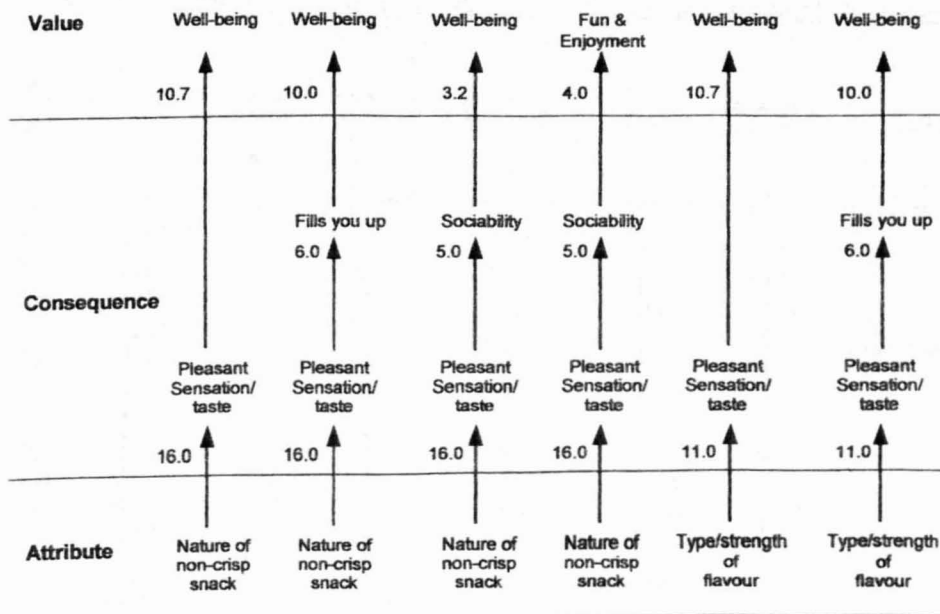 Value Well-being Well-being Well-being Fun & Well-being Well-being
Enjoyment
10.7 10.0 3.2 4.0 10.7 10.0
Fills you up Sociability Sociability Fills you up
6.0 5.0 5.0 6.0
Consequence
Pleasant Pleasant Pleasant Pleasant Pleasant Pleasant
Sensation/ Sensation/ Sensation/ Sensation/ Sensation/ Sensation/
taste taste taste taste taste taste
16.0 16.0 16.0 16.0 11.0 11.0
Attribute Nature of Nature of Nature of Nature of Type/strength Type/strength
non-crisp non-crisp non-crisp non-crisp of of
snack snack snack snack flavour flavour